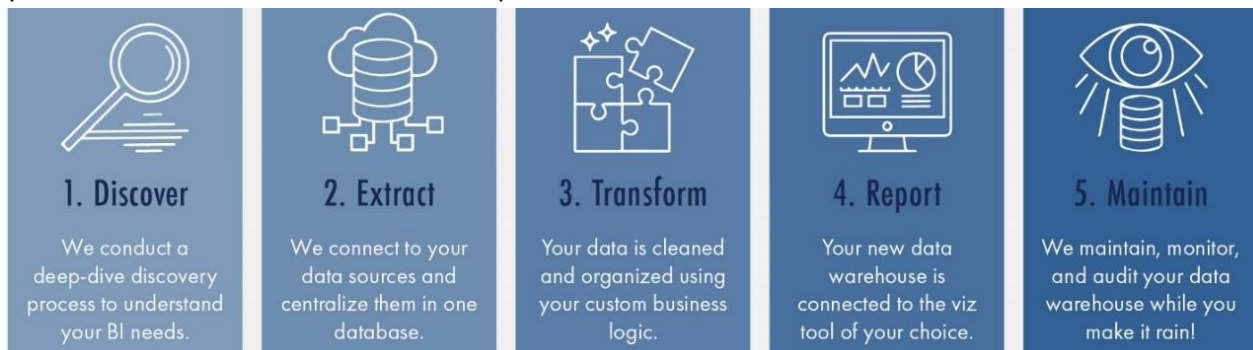 1. Discover
We conduct a
deep-dive discovery
process to understand
your BI needs.
2. Extract
We connect to your
data sources and
centralize them in one
database.
3. Transform
Your data is cleaned
and organized using
your custom business
logic.
4. Report
Your new data
warehouse is
connected to the viz
tool of your choice.
5. Maintain
We maintain, monitor,
and audit your data
warehouse while you
make it rain!